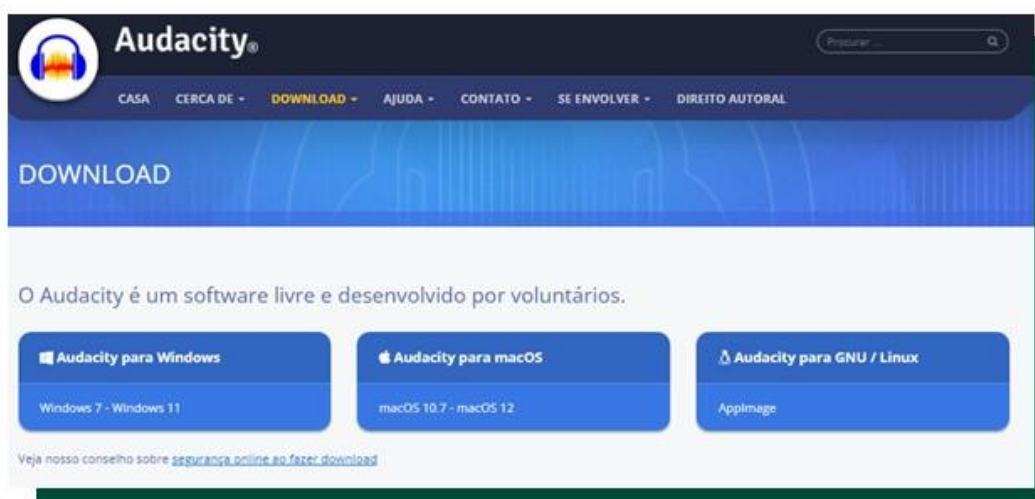 Audacity®
Procurar ...
CASA CERCA DE DOWNLOAD AJUDA CONTATO SE ENVOLVER DIREITO AUTORAL
DOWNLOAD
O Audacity é um software livre e desenvolvido por voluntários.
Audacity para Windows
Windows 7 - Windows 11
Audacity para macOS
macOS 10.7 - macOS 12
Audacity para GNU / Linux
AppImage
Veja nosso conselho sobre segurança online ao fazer download